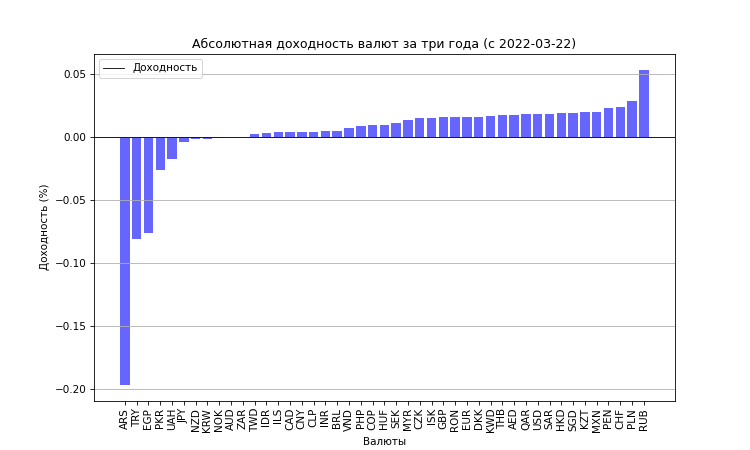 Абсолютная доходность валют за три года (с 2022-03-22)
Доходность
0.05
0.00
−0.05
−0.10
−0.15
−0.20
Доходность (%)
ARS
TRY
EGP
PKR
UAH
JPY
NZD
KRW
NOK
AUD
ZAR
TWD
IDR
ILS
CAD
CNY
CLP
INR
BRL
VND
PHP
COP
HUF
SEK
MYR
CZK
ISK
GBP
RON
EUR
DKK
KWD
THB
AED
QAR
USD
SAR
HKD
SGD
KZT
MXN
PEN
CHF
PLN
RUB
Валюты